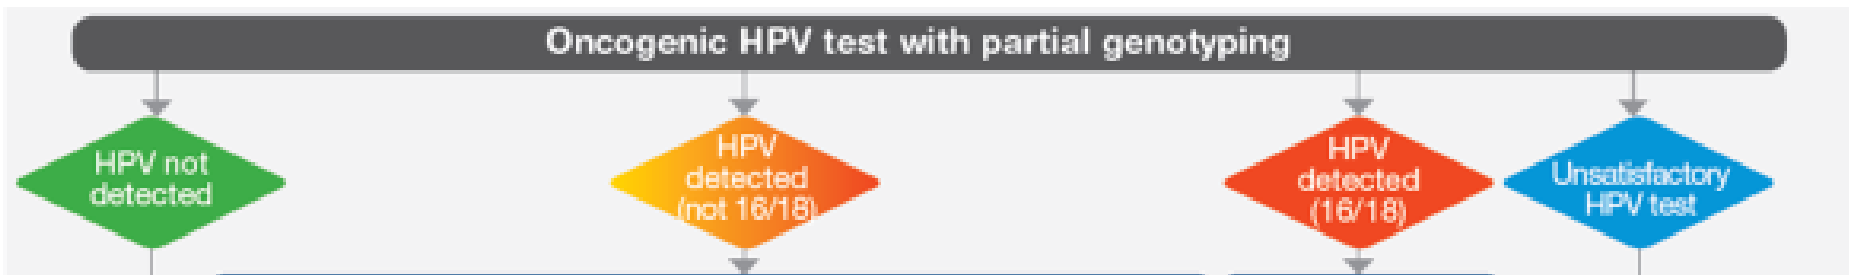 Oncogenic HPV test with partial genotyping
HPV not
detected
HPV
detected
(not 16/18)
HPV
detected
(16/18)
Unsatisfactory
HPV test